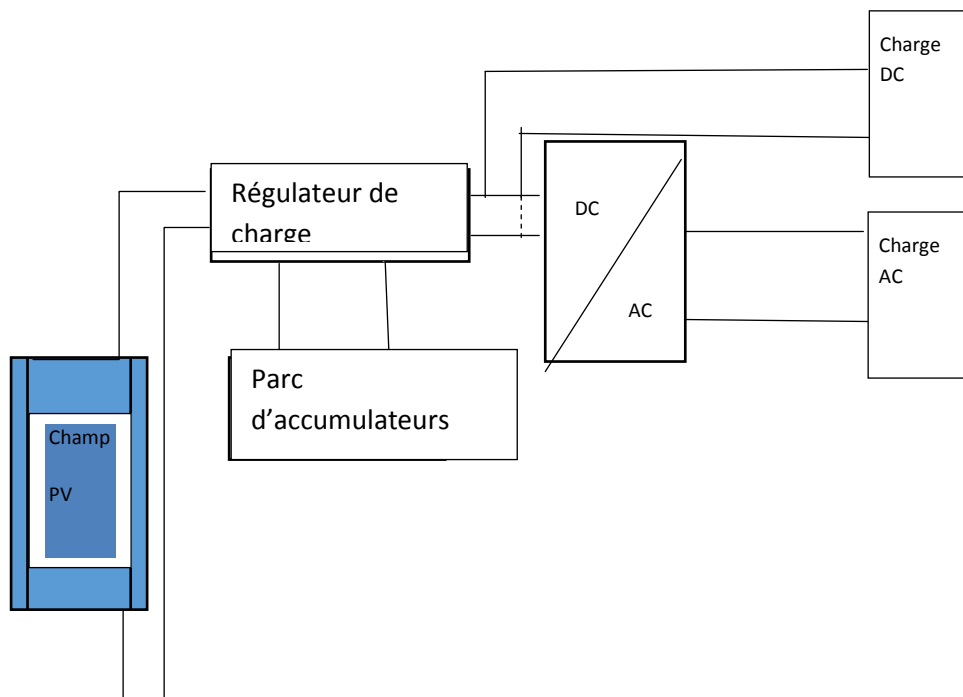 Charge
DC
Régulateur de
charge
DC
AC
Charge
AC
Parc
d’accumulateurs
Champ
PV